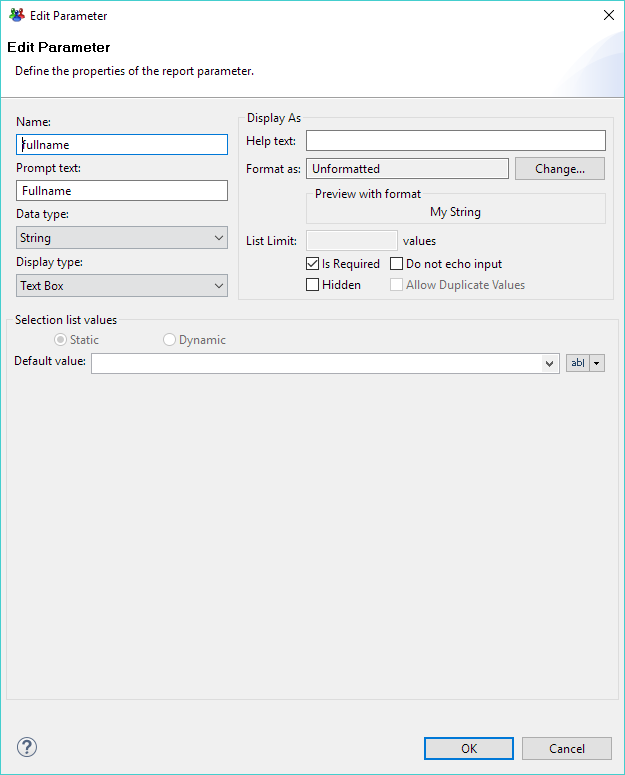 Edit Parameter
Edit Parameter
Define the properties of the report parameter.
Name:
fullname
Prompt text:
Fullname
Data type:
String
Display type:
Text Box
Display As
Help text:
Format as: Unformatted Change...
Preview with format
My String
List Limit: values
Is Required Do not echo input
Hidden Allow Duplicate Values
Selection list values
Static Dynamic
Default value: ab|
? OK Cancel